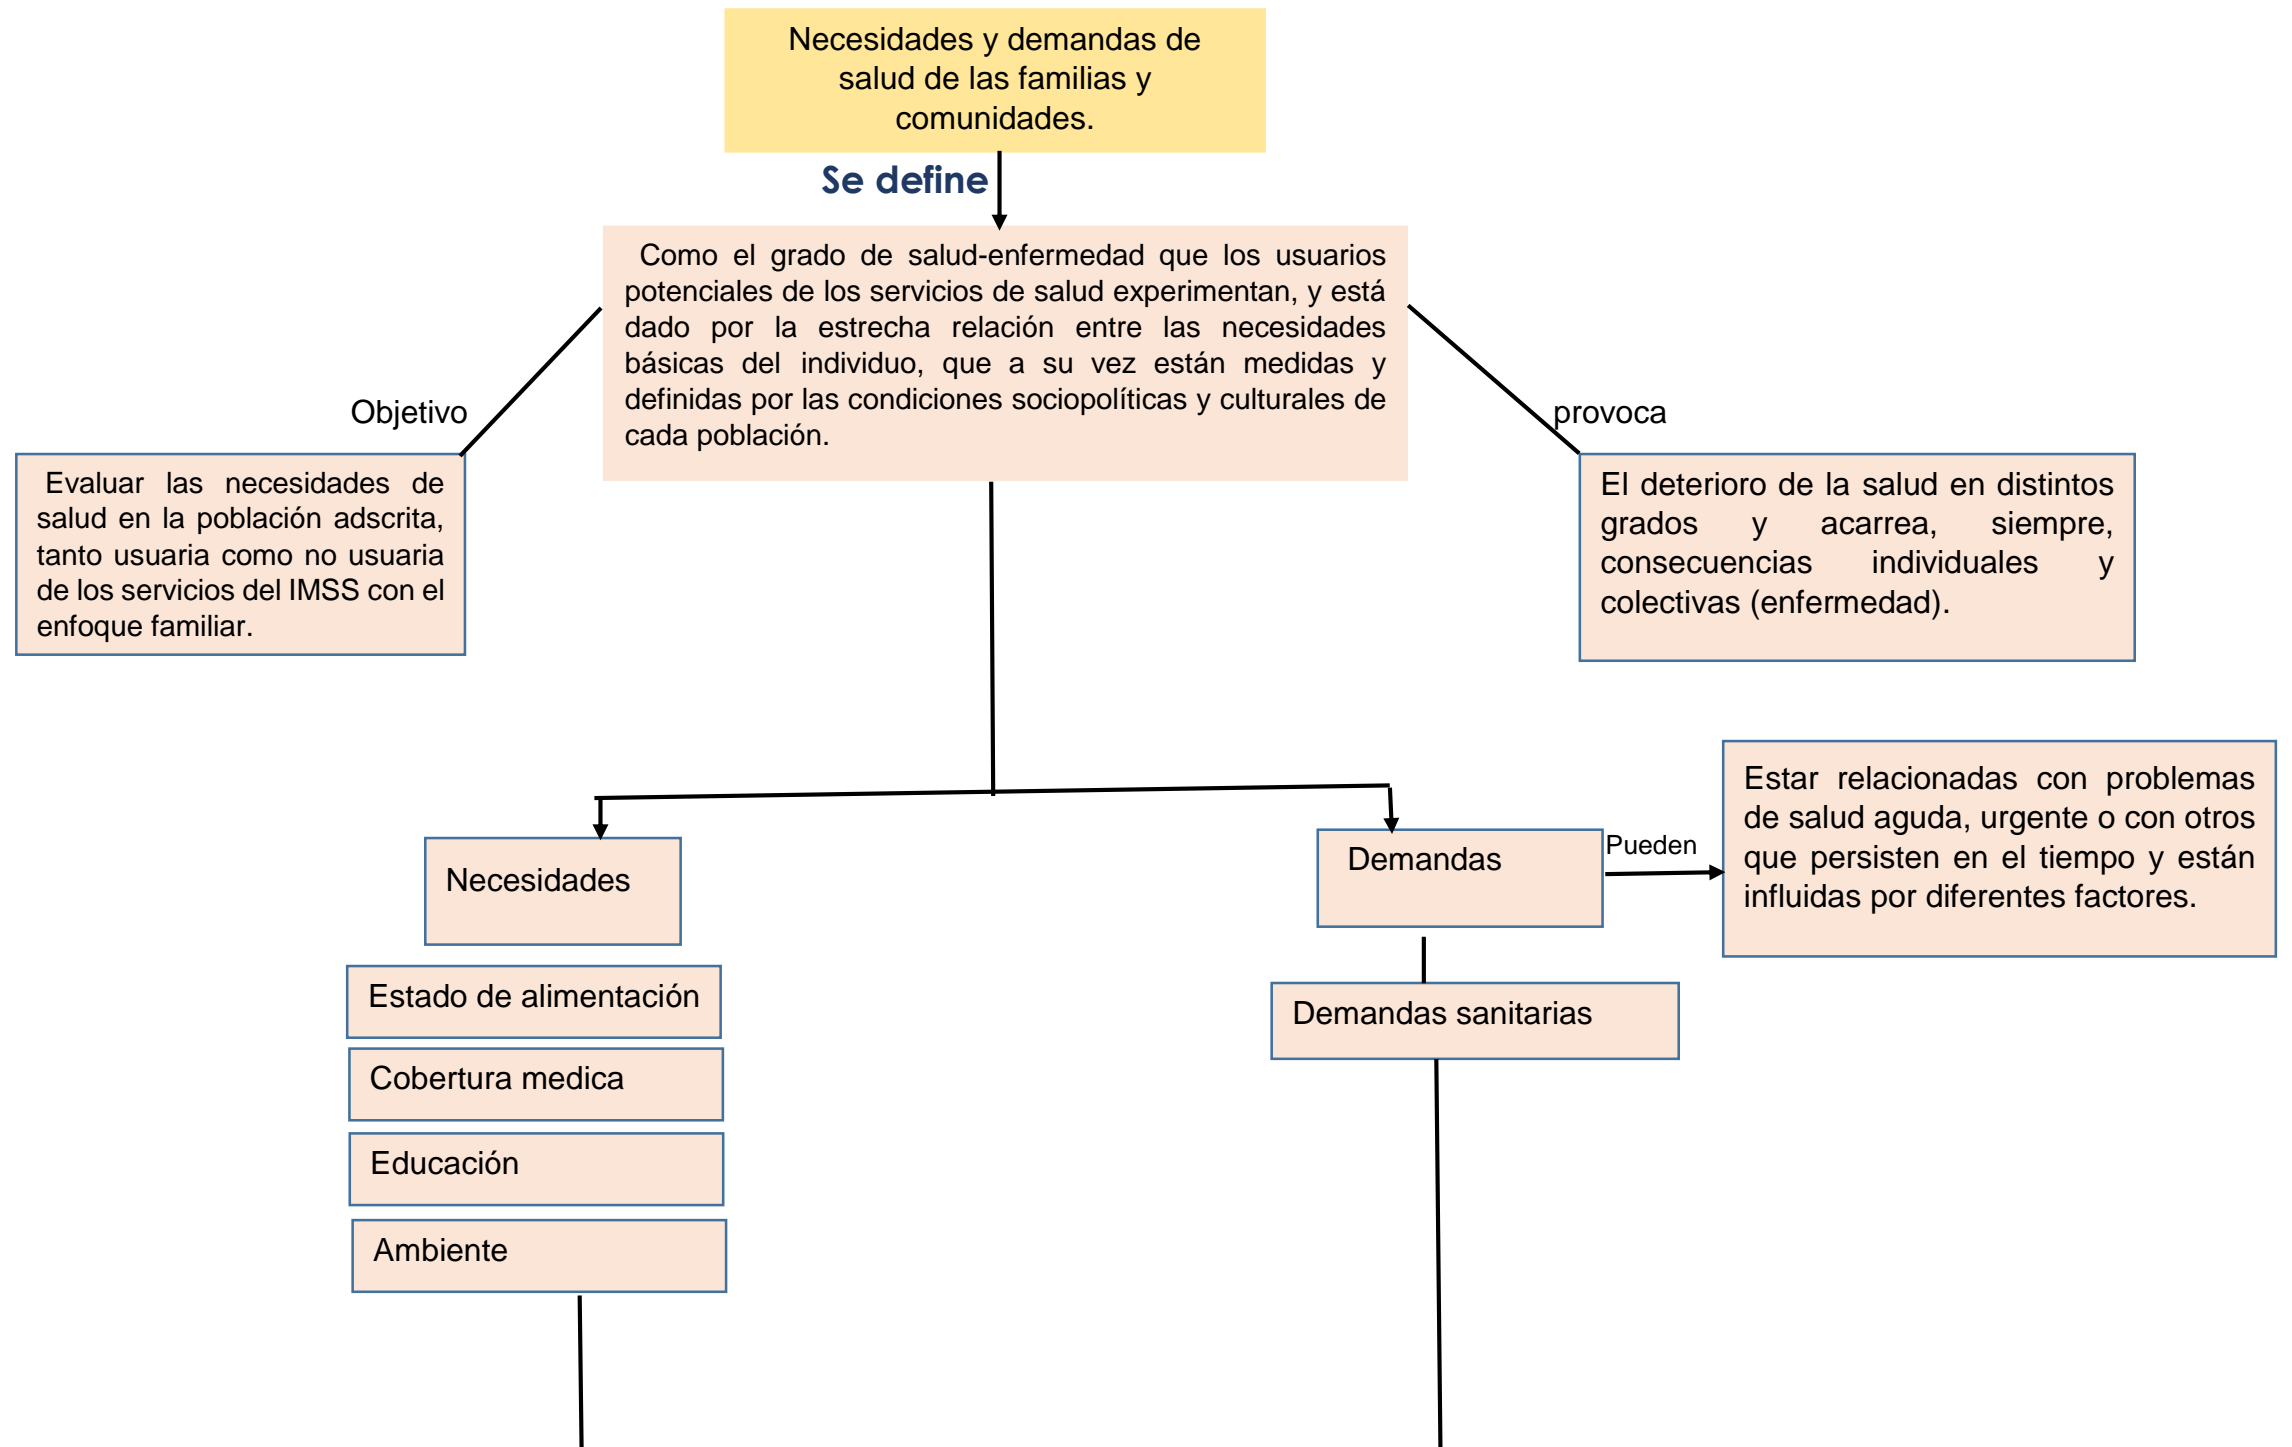 Necesidades y demandas de
salud de las familias y
comunidades.
Se define
Como el grado de salud-enfermedad que los usuarios
potenciales de los servicios de salud experimentan, y está
dado por la estrecha relación entre las necesidades
básicas del individuo, que a su vez están medidas y
definidas por las condiciones sociopolíticas y culturales de
cada población.
Objetivo
provoca
Evaluar las necesidades de
salud en la población adscrita,
tanto usuaria como no usuaria
de los servicios del IMSS con el
enfoque familiar.
El deterioro de la salud en distintos
grados y acarrea, siempre,
consecuencias individuales y
colectivas (enfermedad).
Necesidades
Demandas
Pueden
Estar relacionadas con problemas
de salud aguda, urgente o con otros
que persisten en el tiempo y están
influidas por diferentes factores.
Estado de alimentación
Cobertura medica
Educación
Ambiente
Demandas sanitarias